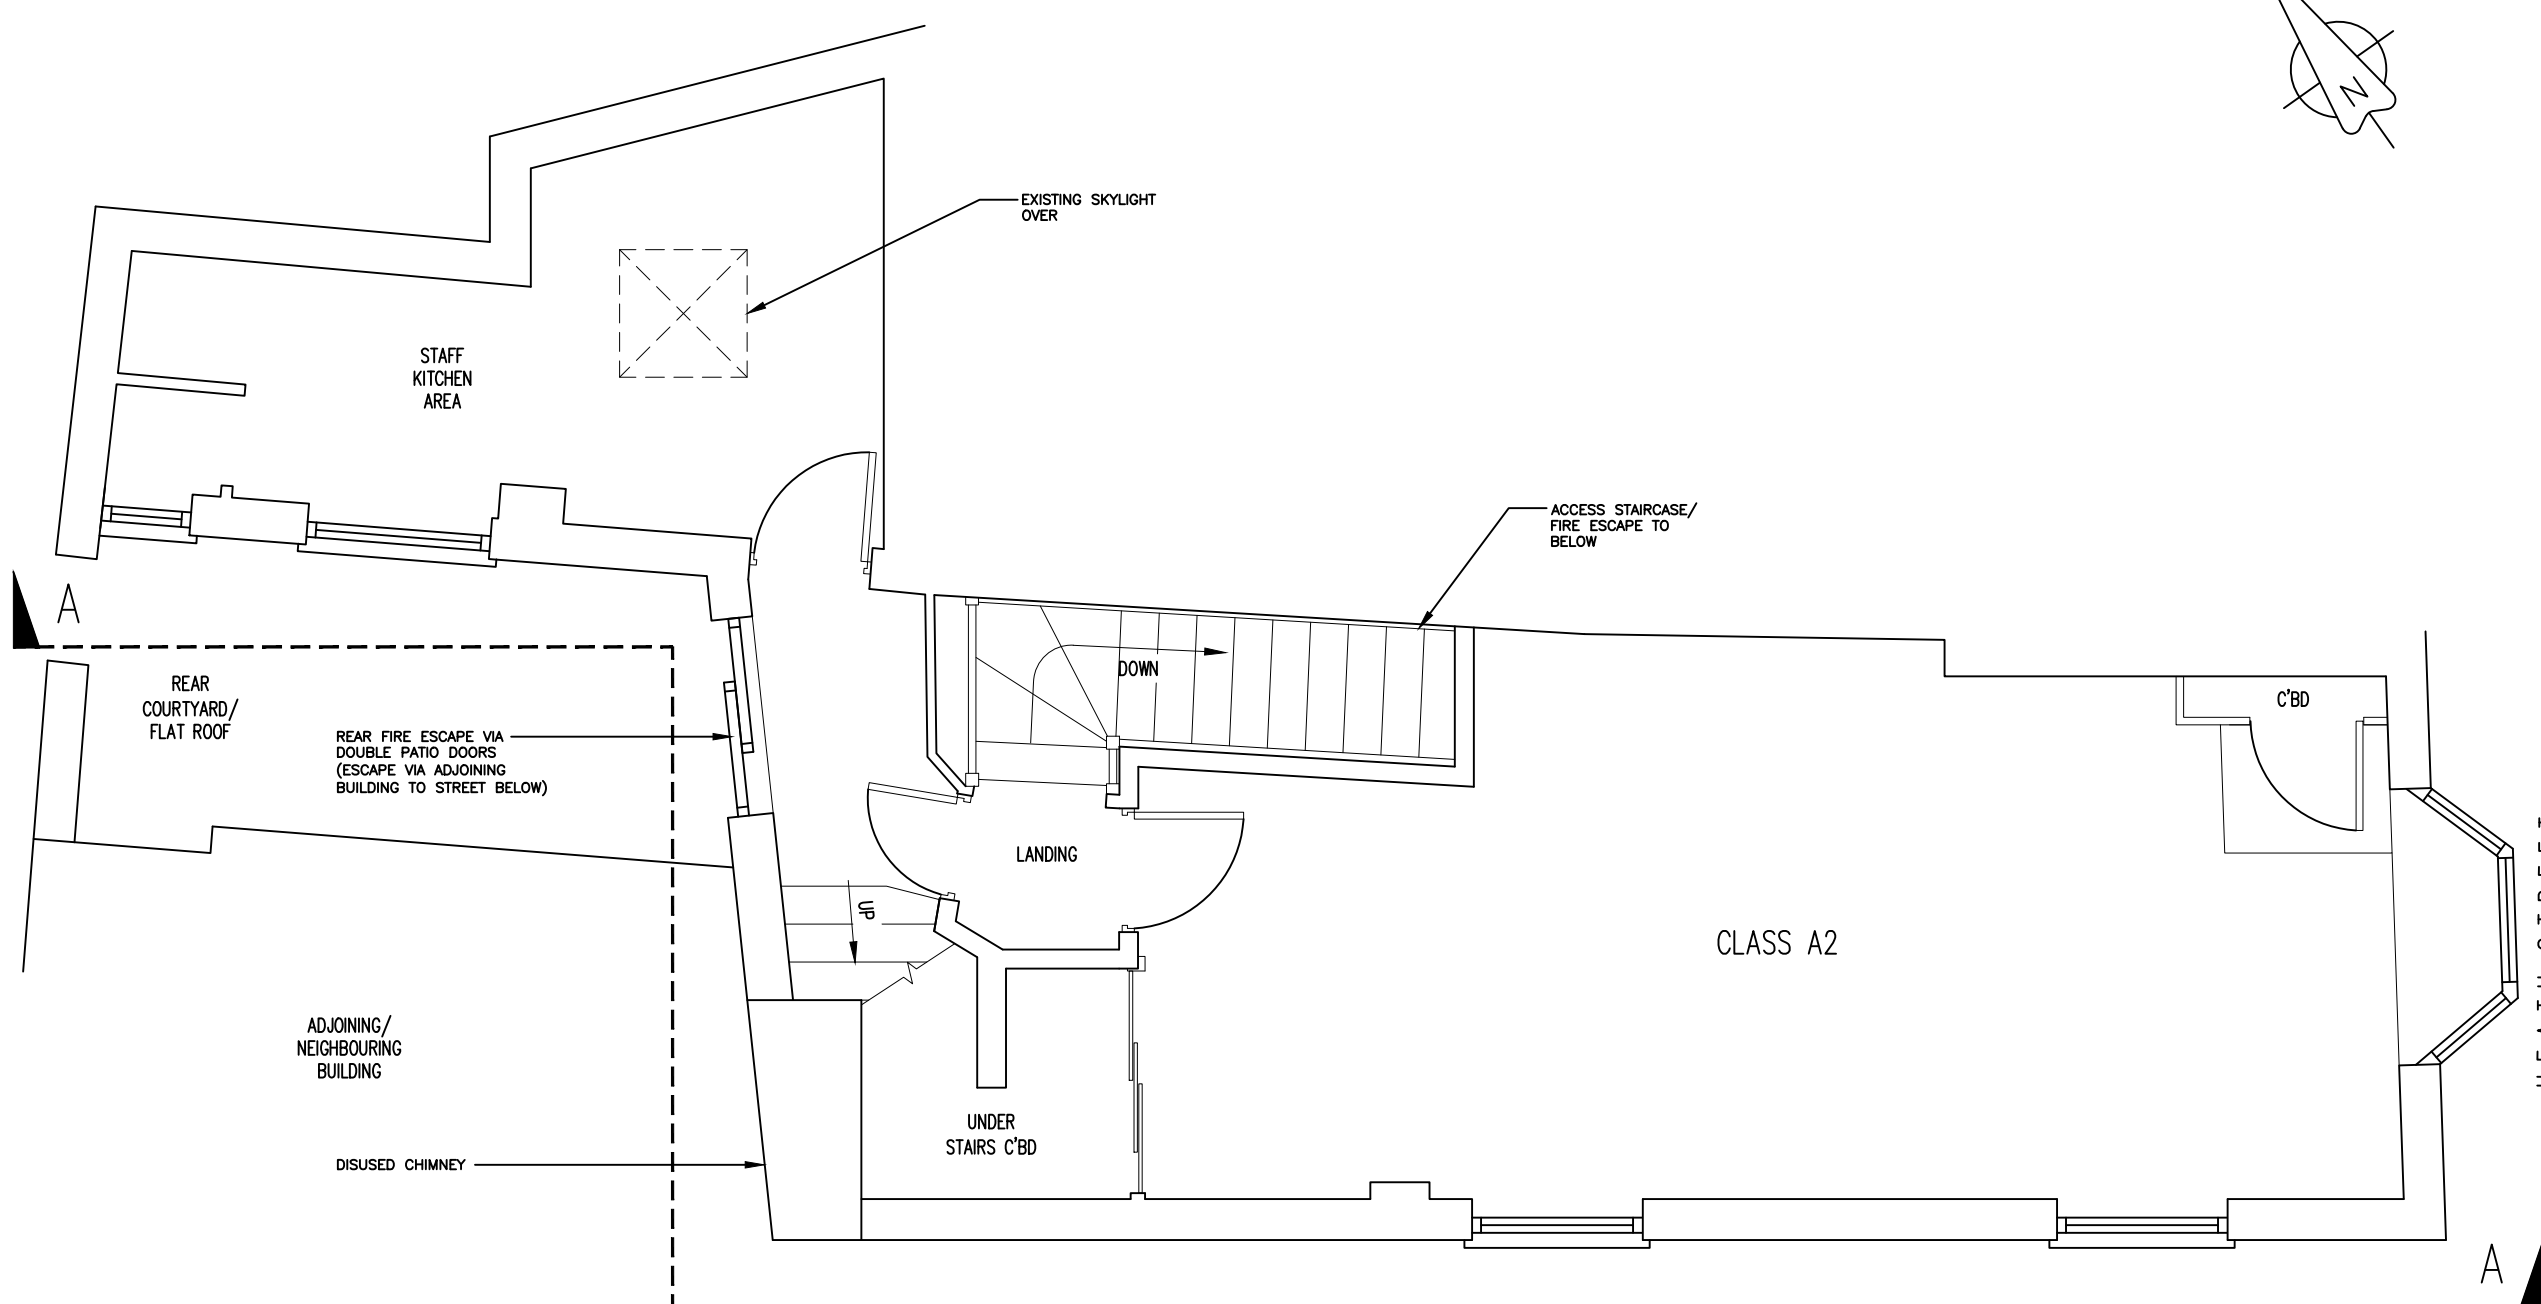 N
EXISTING SKYLIGHT
OVER
STAFF
KITCHEN
AREA
ACCESS STAIRCASE/
FIRE ESCAPE TO
BELOW
A
DOWN
REAR
COURTYARD/
FLAT ROOF
C'BD
REAR FIRE ESCAPE VIA
DOUBLE PATIO DOORS
(ESCAPE VIA ADJOINING
BUILDING TO STREET BELOW)
LANDING
UP
CLASS A2
ADJOINING/
NEIGHBOURING
BUILDING
UNDER
STAIRS C'BD
DISUSED CHIMNEY
A